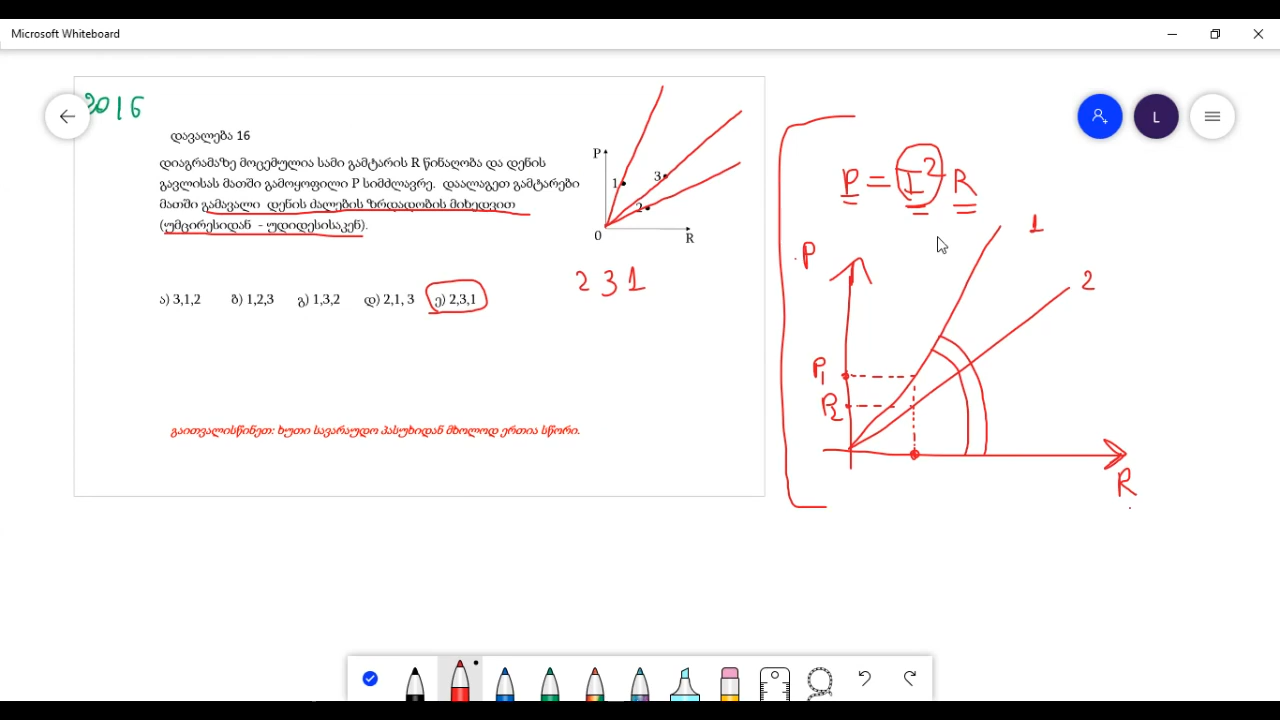 Microsoft Whiteboard
2016
დავალება 16
დიაგრამაზე მოცემულია სამი გამტარის R წინაღობა და დენის
გავლისას მათში გამოყოფილი P სიმძლავრე. დაალაგეთ გამტარები
მათში გამავალი დენის ძალების ზრდადობის მიხედვით
(უმცირესიდან - უდიდესისაკენ).
P
1
3
2
0
R
2 3 1
ა) 3,1,2 ბ) 1,2,3 გ) 1,3,2 დ) 2,1, 3 ე) 2,3,1
გაითვალისწინეთ: ხუთი სავარაუდო პასუხიდან მხოლოდ ერთია სწორი.
L
P = I² R
P
1
2
P1
P2
R